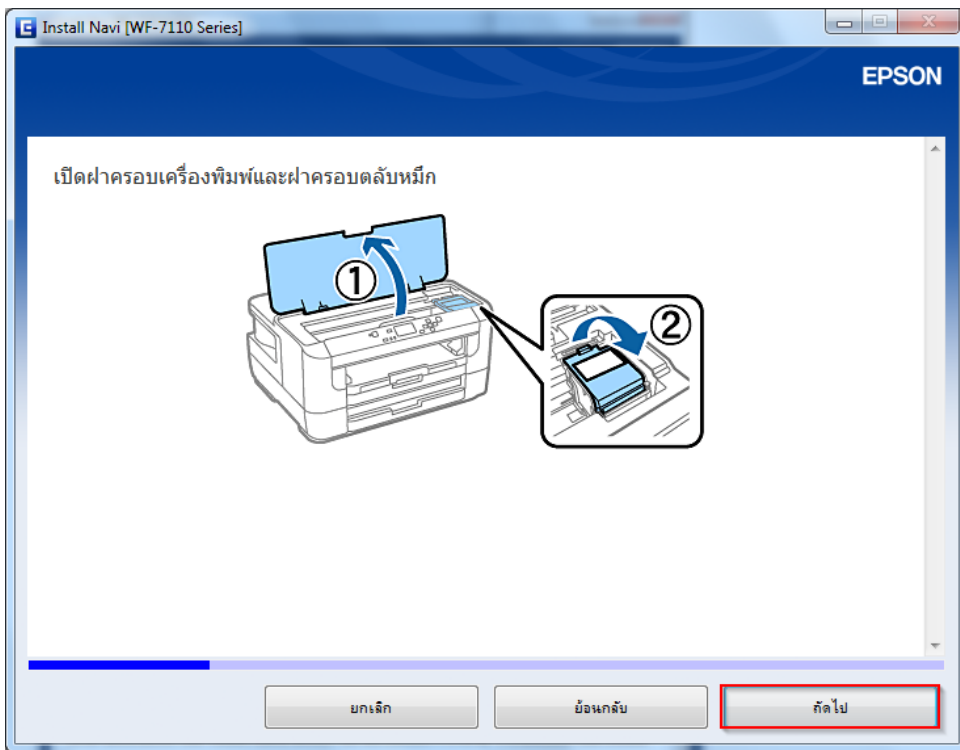 Install Navi [WF-7110 Series]
EPSON
เปิดฝาครอบเครื่องพิมพ์และฝาครอบตลับหมึก
①
②
ยกเลิก
ย้อนกลับ
ถัดไป